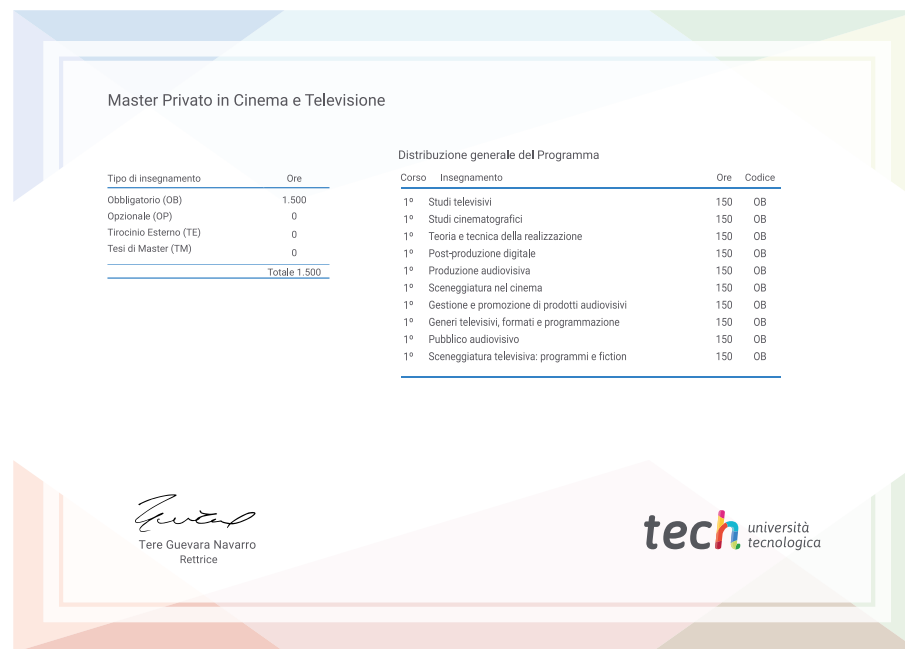 Master Privato in Cinema e Televisione
Tipo di insegnamento Ore
Obbligatorio (OB) 1.500
Opzionale (OP) 0
Tirocinio Esterno (TE) 0
Tesi di Master (TM) 0
Totale 1.500
Distribuzione generale del Programma
Corso Insegnamento Ore Codice
1º Studi televisivi 150 OB
1º Studi cinematografici 150 OB
1º Teoria e tecnica della realizzazione 150 OB
1º Post-produzione digitale 150 OB
1º Produzione audiovisiva 150 OB
1º Sceneggiatura nel cinema 150 OB
1º Gestione e promozione di prodotti audiovisivi 150 OB
1º Generi televisivi, formati e programmazione 150 OB
1º Pubblico audiovisivo 150 OB
1º Sceneggiatura televisiva: programmi e fiction 150 OB
Tere Guevara Navarro
Rettrice
tech università
tecnologica